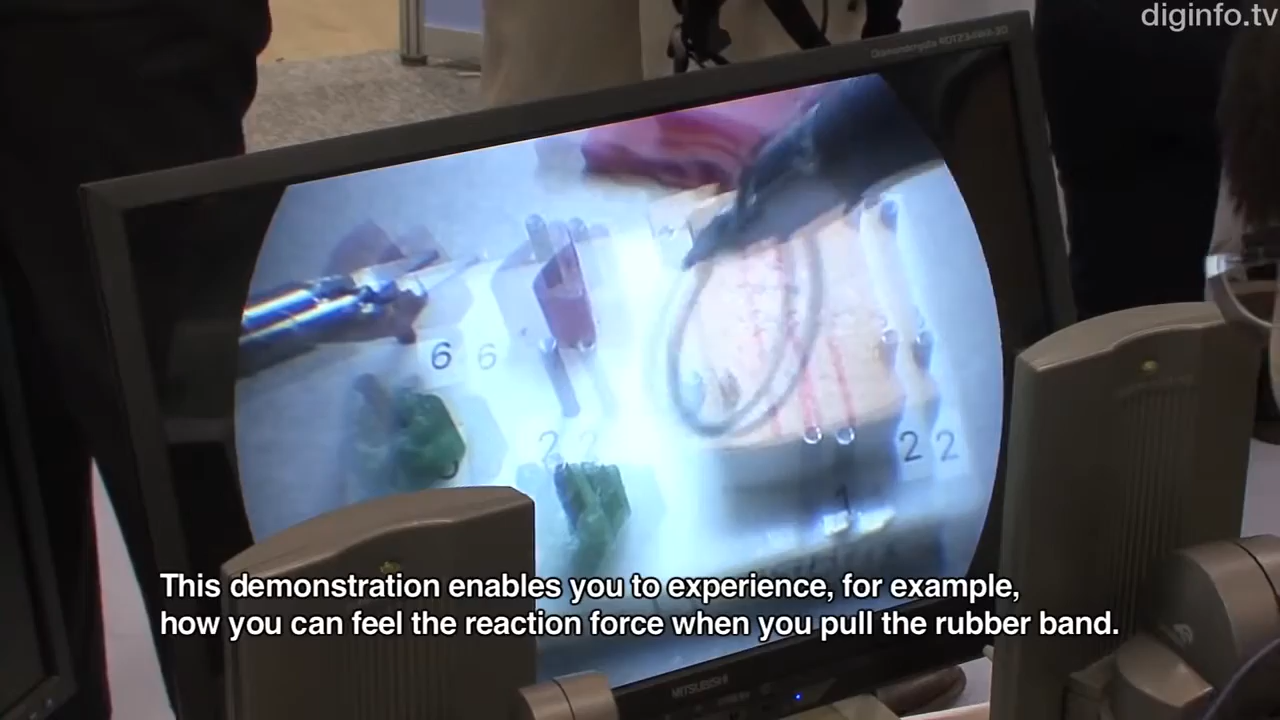 diginfo.tv
6 6
2 2
2 2
1
This demonstration enables you to experience, for example,
how you can feel the reaction force when you pull the rubber band.
MITSUBISHI